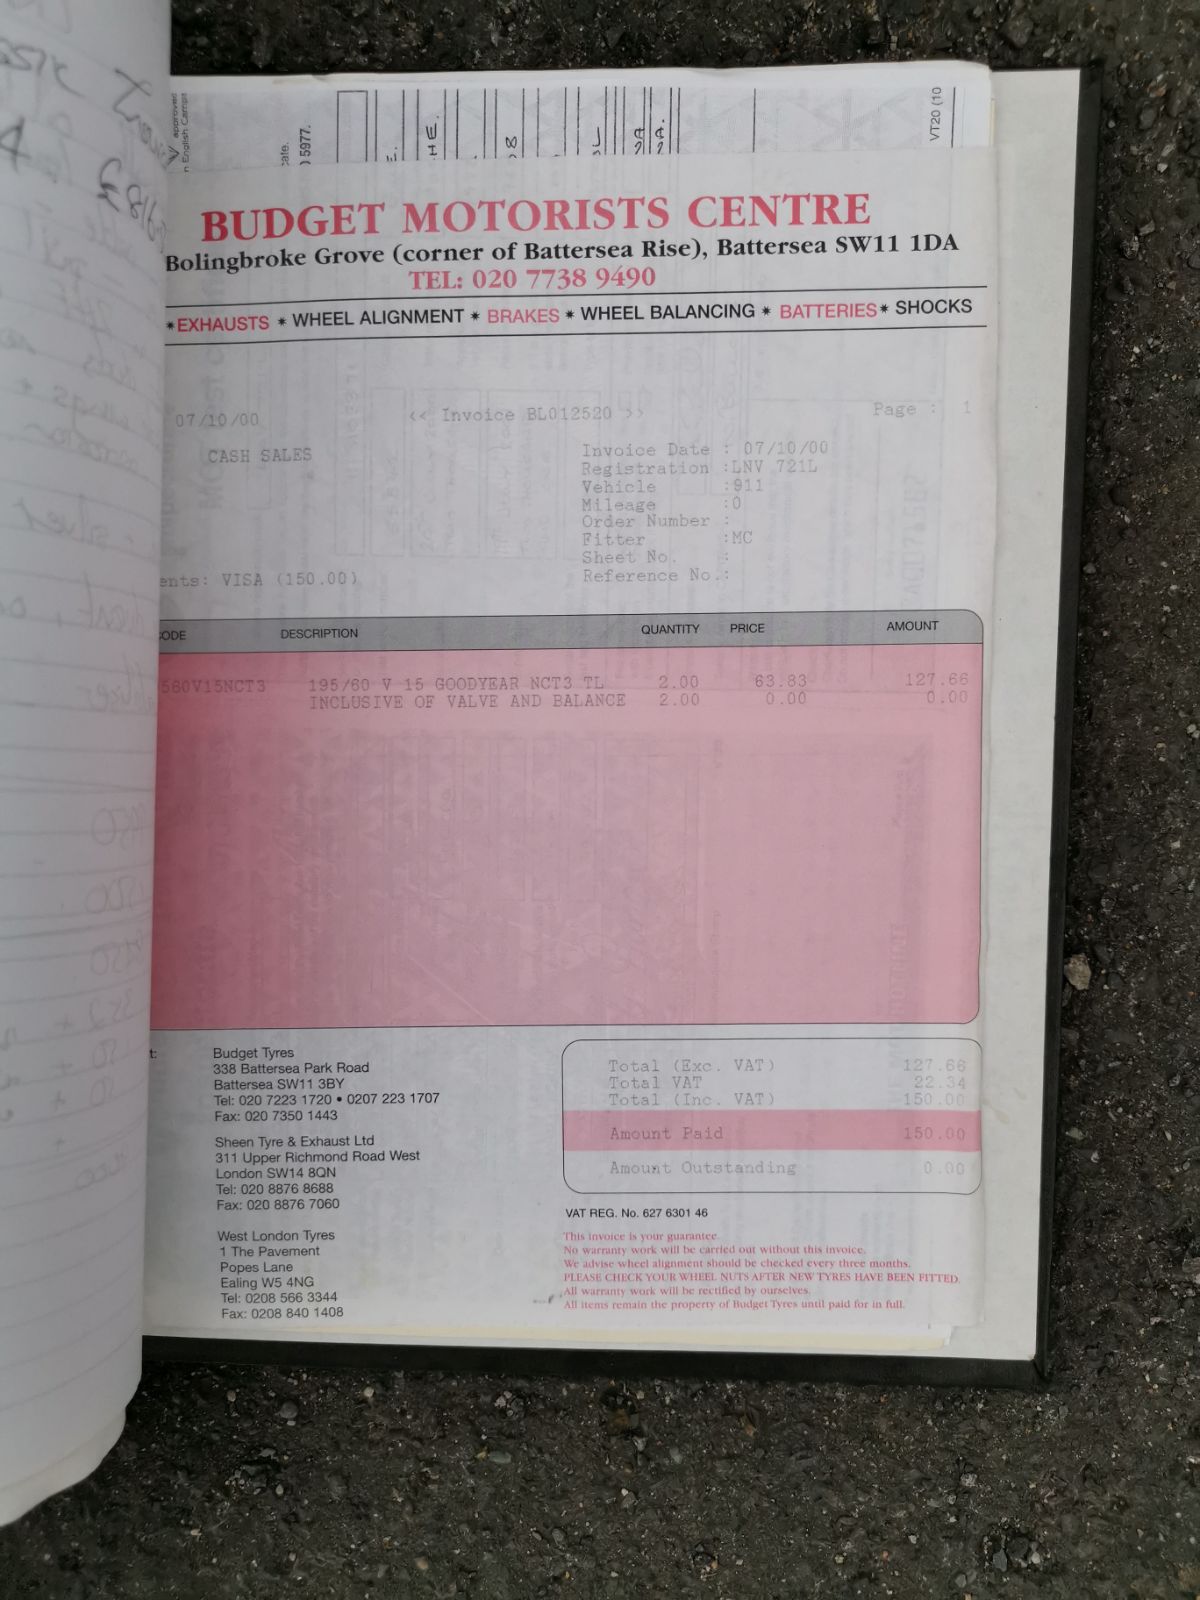 approved
n English Camps
cate.
5977.
HE.
VT20 (10
BUDGET MOTORISTS CENTRE
Bolingbroke Grove (corner of Battersea Rise), Battersea SW11 1DA
TEL: 020 7738 9490
*EXHAUSTS * WHEEL ALIGNMENT * BRAKES * WHEEL BALANCING * BATTERIES * SHOCKS
07/10/00 << Invoice BL012520 >> Page : 1
CASH SALES
Invoice Date : 07/10/00
Registration :LNV 721L
Vehicle :911
Mileage :0
Order Number :
Fitter :MC
Sheet No. :
ents: VISA (150.00) Reference No.:
CODE DESCRIPTION QUANTITY PRICE AMOUNT
560V15NCT3 195/60 V 15 GOODYEAR NCT3 TL 2.00 63.83 127.66
INCLUSIVE OF VALVE AND BALANCE 2.00 0.00 0.00
t: Budget Tyres
338 Battersea Park Road
Battersea SW11 3BY
Tel: 020 7223 1720 • 0207 223 1707
Fax: 020 7350 1443
Sheen Tyre & Exhaust Ltd
311 Upper Richmond Road West
London SW14 8QN
Tel: 020 8876 8688
Fax: 020 8876 7060
West London Tyres
1 The Pavement
Popes Lane
Ealing W5 4NG
Tel: 0208 566 3344
Fax: 0208 840 1408
Total (Exc. VAT) 127.66
Total VAT 22.34
Total (Inc. VAT) 150.00
Amount Paid 150.00
Amount Outstanding 0.00
VAT REG. No. 627 6301 46
This invoice is your guarantee.
No warranty work will be carried out without this invoice.
We advise wheel alignment should be checked every three months.
PLEASE CHECK YOUR WHEEL NUTS AFTER NEW TYRES HAVE BEEN FITTED.
All warranty work will be rectified by ourselves.
All items remain the property of Budget Tyres until paid for in full.